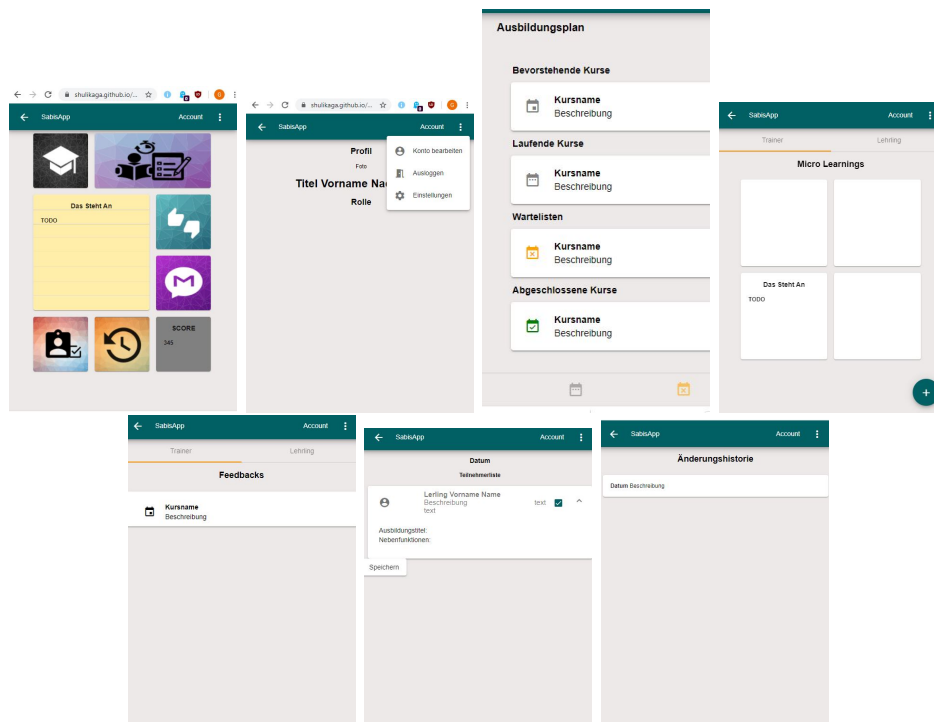 shulikaga.github.io/...
G
SabisApp Account
Das Steht An
TODO
SCORE
345
shulikaga.github.io/...
G
SabisApp Account
Konto bearbeiten
Ausloggen
Einstellungen
Profil
Foto
Titel Vorname Na
Rolle
Ausbildungsplan
Bevorstehende Kurse
Kursname
Beschreibung
Laufende Kurse
Kursname
Beschreibung
Wartelisten
Kursname
Beschreibung
Abgeschlossene Kurse
Kursname
Beschreibung
SabisApp Account
Trainer Lehrling
Micro Learnings
Das Steht An
TODO
+
SabisApp Account
Trainer Lehrling
Feedbacks
Kursname
Beschreibung
SabisApp Account
Datum
Teilnehmerliste
Lerling Vorname Name
Beschreibung
text
text
Ausbildungstitel:
Nebenfunktionen:
Speichern
SabisApp Account
Änderungshistorie
Datum Beschreibung